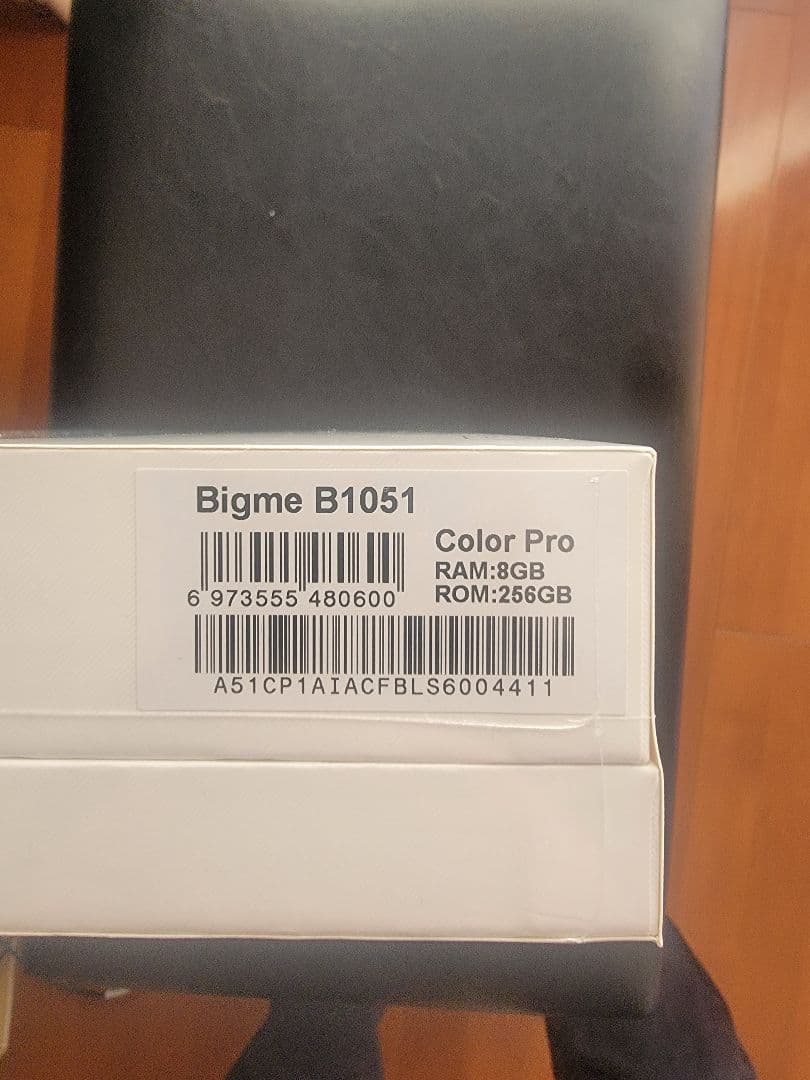 Bigme B1051
Color Pro
RAM:8GB
ROM:256GB
6 973555 480600
A51CP1AIACFBLS6004411